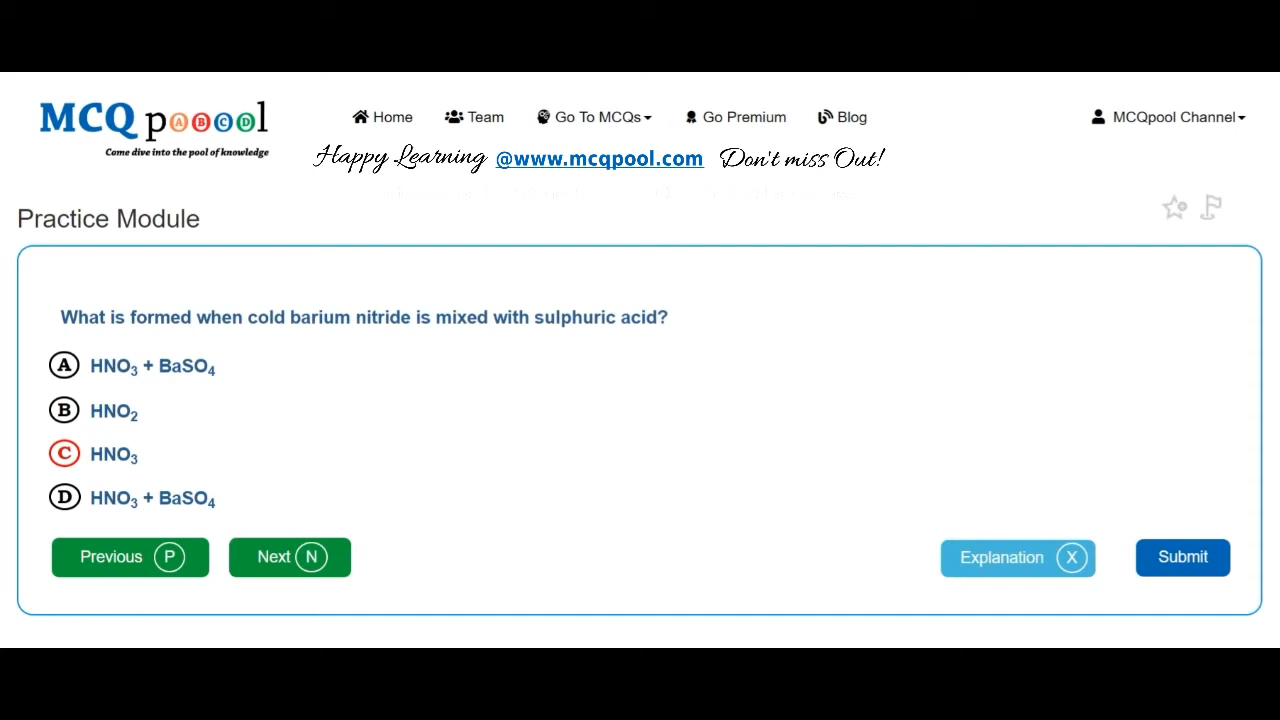 MCQ pABCDl
Come dive into the pool of knowledge
Home Team Go To MCQs Go Premium Blog MCQpool Channel
Happy Learning @www.mcqpool.com Don't miss Out!
Practice Module
What is formed when cold barium nitride is mixed with sulphuric acid?
A HNO₃ + BaSO₄
B HNO₂
C HNO₃
D HNO₃ + BaSO₄
Previous P Next N Explanation X Submit